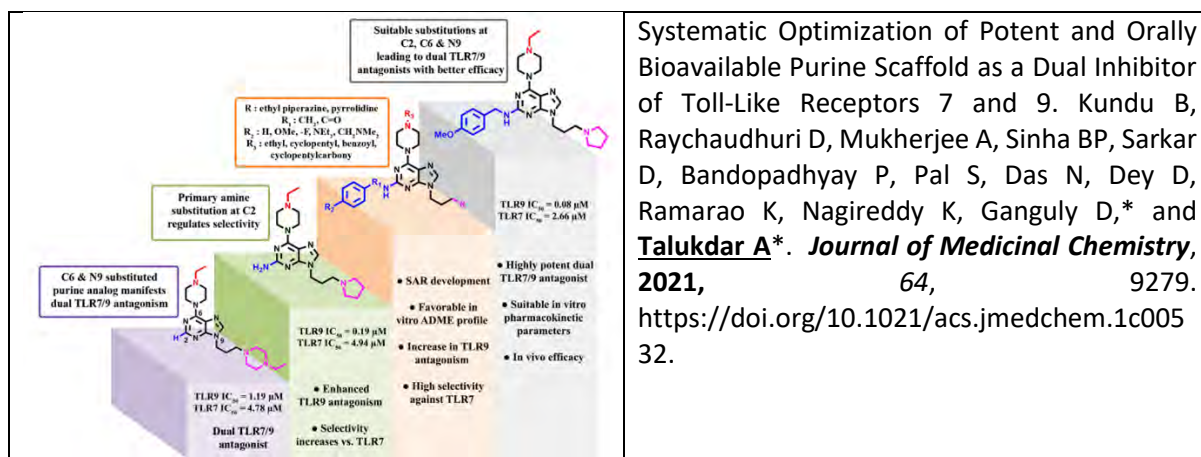 Suitable substitutions at
C2, C6 & N9
leading to dual TLR7/9
antagonists with better efficacy
R : ethyl piperazine, pyrrolidine
R1 : CH2, C=O
R2 : H, OMe, -F, NEt2, CH2NMe2
R3 : ethyl, cyclopentyl, benzoyl,
cyclopentylcarbony
Primary amine
substitution at C2
regulates selectivity
C6 & N9 substituted
purine analog manifests
dual TLR7/9 antagonism
TLR9 IC50 = 1.19 µM
TLR7 IC50 = 4.78 µM
Dual TLR7/9
antagonist
TLR9 IC50 = 0.19 µM
TLR7 IC50 = 4.94 µM
● Enhanced
TLR9 antagonism
● Selectivity
increases vs. TLR7
● SAR development
● Favorable in
vitro ADME profile
● Increase in TLR9
antagonism
● High selectivity
against TLR7
TLR9 IC50 = 0.08 µM
TLR7 IC50 = 2.66 µM
● Highly potent dual
TLR7/9 antagonist
● Suitable in vitro
pharmacokinetic
parameters
● In vivo efficacy
Systematic Optimization of Potent and Orally
Bioavailable Purine Scaffold as a Dual Inhibitor
of Toll-Like Receptors 7 and 9. Kundu B,
Raychaudhuri D, Mukherjee A, Sinha BP, Sarkar
D, Bandopadhyay P, Pal S, Das N, Dey D,
Ramarao K, Nagireddy K, Ganguly D,* and
Talukdar A*. Journal of Medicinal Chemistry,
2021, 64, 9279.
https://doi.org/10.1021/acs.jmedchem.1c005
32.